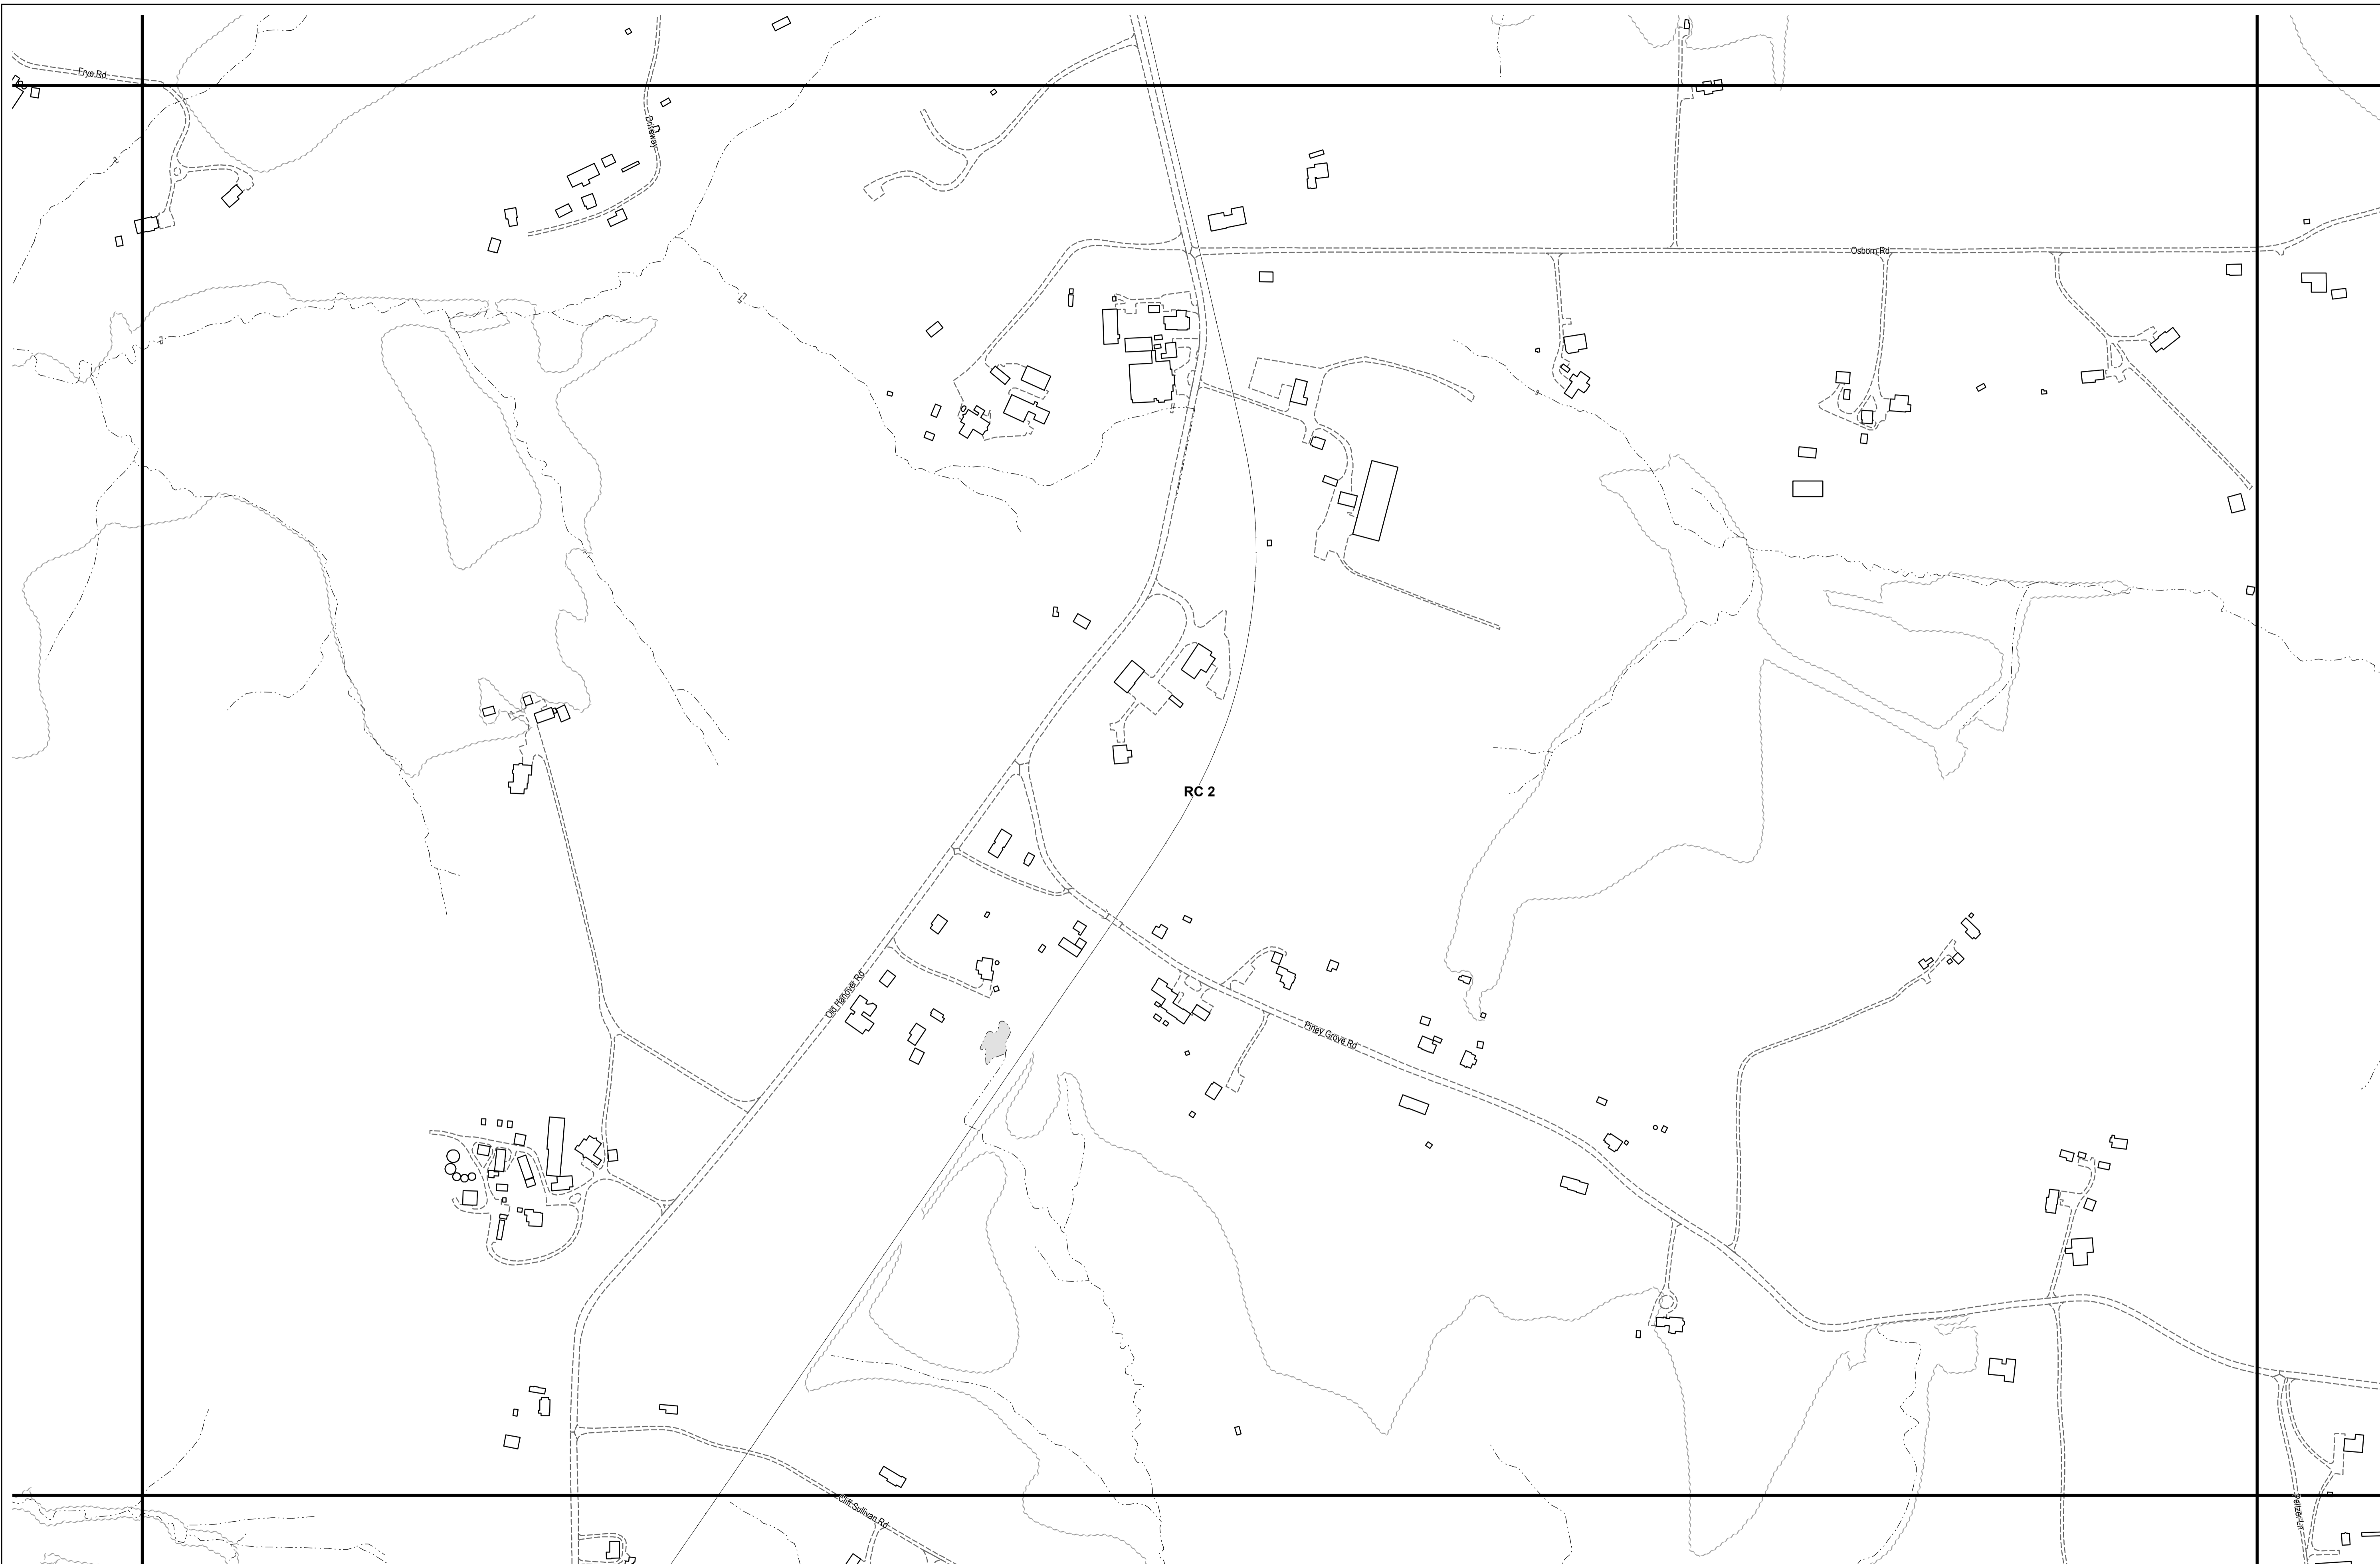 Frye Rd
Driveway
Osborn Rd
RC 2
Old Hanover Rd
Piney Grove Rd
Cliff Sullivan Rd